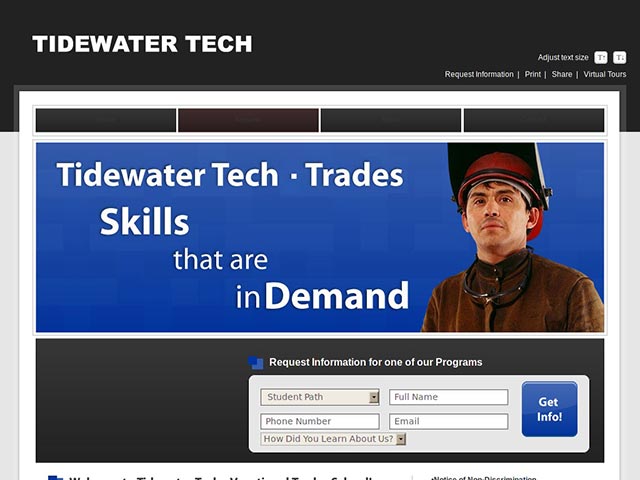 TIDEWATER TECH
Adjust text size T+ T-
Request Information | Print | Share | Virtual Tours
Tidewater Tech · Trades
Skills
that are
in Demand
Request Information for one of our Programs
Student Path
Full Name
Get Info!
Phone Number
Email
How Did You Learn About Us?
•Notice of Non-Discrimination